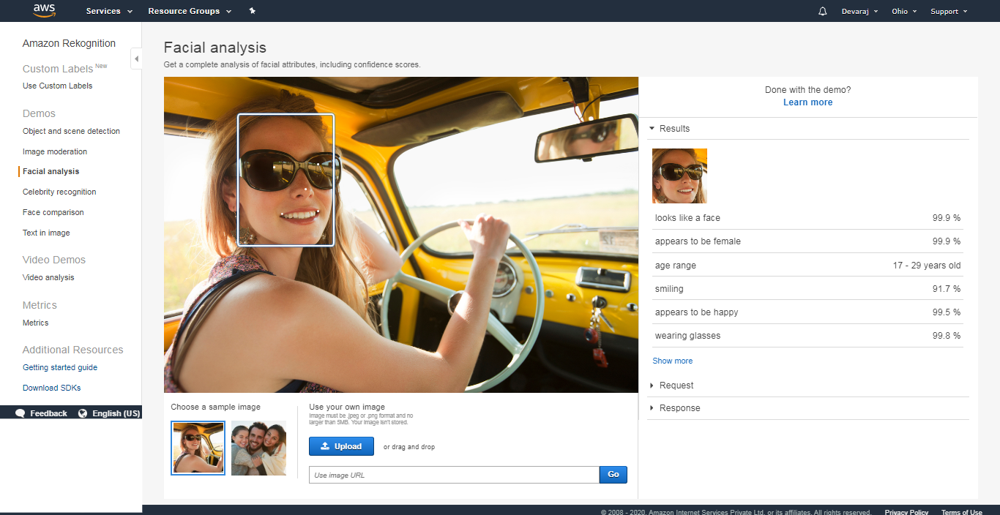 aws
Services
Resource Groups
Devaraj
Ohio
Support
Amazon Rekognition
Custom Labels New
Use Custom Labels
Demos
Object and scene detection
Image moderation
Facial analysis
Celebrity recognition
Face comparison
Text in image
Video Demos
Video analysis
Metrics
Metrics
Additional Resources
Getting started guide
Download SDKs
Feedback
English (US)
Facial analysis
Get a complete analysis of facial attributes, including confidence scores.
Choose a sample image
Use your own image
Image must be .jpeg or .png format and no
larger than 5MB. Your image isn't stored.
Upload
or drag and drop
Use image URL
Go
Done with the demo?
Learn more
Results
looks like a face 99.9 %
appears to be female 99.9 %
age range 17 - 29 years old
smiling 91.7 %
appears to be happy 99.5 %
wearing glasses 99.8 %
Show more
Request
Response
© 2008 - 2020, Amazon Internet Services Private Ltd. or its affiliates. All rights reserved.
Privacy Policy
Terms of Use